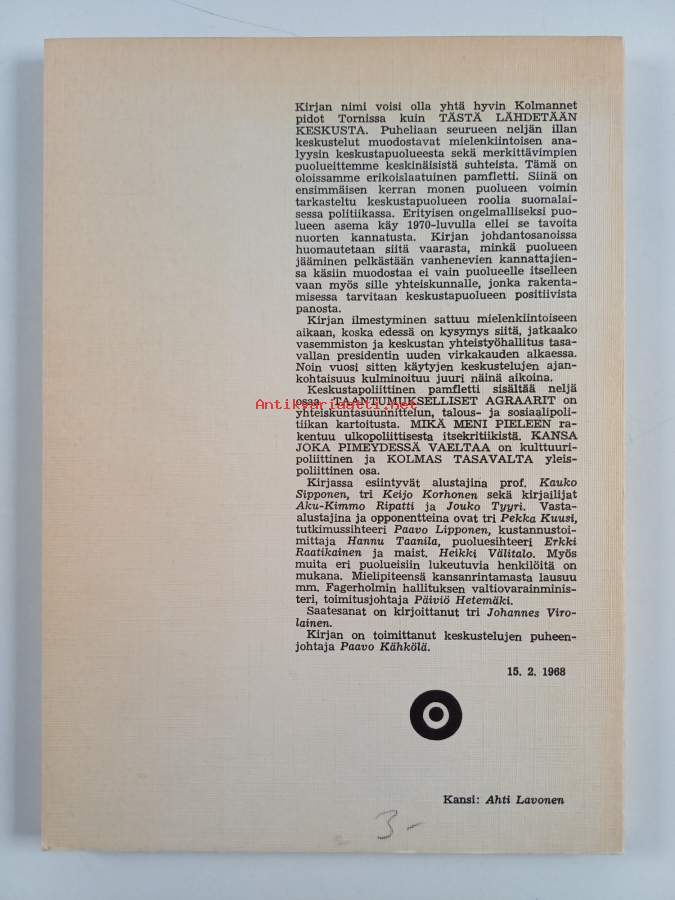 Kirjan nimi voisi olla yhtä hyvin Kolmannet
pidot Tornissa kuin TÄSTÄ LÄHDETÄÄN
KESKUSTA. Puheliaan seurueen neljän illan
keskustelut muodostavat mielenkiintoisen ana-
lyysin keskustapuolueesta sekä merkittävimpien
puolueittemme keskinäisistä suhteista. Tämä on
oloissamme erikoislaatuinen pamfletti. Siinä on
ensimmäisen kerran monen puolueen voimin
tarkasteltu keskustapuolueen roolia suomalai-
sessa politiikassa. Erityisen ongelmalliseksi puo-
lueen asema käy 1970-luvulla ellei se tavoita
nuorten kannatusta. Kirjan johdantosanoissa
huomautetaan siitä vaarasta, minkä puolueen
jääminen pelkästään vanhenevien kannattajien-
sa käsiin muodostaa ei vain puolueelle itselleen
vaan myös sille yhteiskunnalle, jonka rakenta-
misessa tarvitaan keskustapuolueen positiivista
panosta.
Kirjan ilmestyminen sattuu mielenkiintoiseen
aikaan, koska edessä on kysymys siitä, jatkaako
vasemmiston ja keskustan yhteistyöhallitus tasa-
vallan presidentin uuden virkakauden alkaessa.
Noin vuosi sitten käytyjen keskustelujen ajan-
kohtaisuus kulminoituu juuri näinä aikoina.
Keskustapoliittinen pamfletti sisältää neljä
osaa. TAANTUMUKSELLISET AGRAARIT on
Antikvariaatti.net
yhteiskuntasuunnittelun, talous- ja sosiaalipoli-
tiikan kartoitusta. MIKÄ MENI PIELEEN ra-
kentuu ulkopoliittisesta itsekritiikistä. KANSA
JOKA PIMEYDESSÄ VAELTAA on kulttuuri-
poliittinen ja KOLMAS TASAVALTA yleis-
poliittinen osa.
Kirjassa esiintyvät alustajina prof. Kauko
Sipponen, tri Keijo Korhonen sekä kirjailijat
Aku-Kimmo Ripatti ja Jouko Tyyri. Vasta-
alustajina ja opponentteina ovat tri Pekka Kuusi,
tutkimussihteeri Paavo Lipponen, kustannustoi-
mittaja Hannu Taanila, puoluesihteeri Erkki
Raatikainen ja maist. Heikki Välitalo. Myös
muita eri puolueisiin lukeutuvia henkilöitä on
mukana. Mielipiteensä kansanrintamasta lausuu
mm. Fagerholmin hallituksen valtiovarainminis-
teri, toimitusjohtaja Päiviö Hetemäki.
Saatesanat on kirjoittanut tri Johannes Viro-
lainen.
Kirjan on toimittanut keskustelujen puheen-
johtaja Paavo Kähkölä.
15. 2. 1968
Kansi: Ahti Lavonen
3-